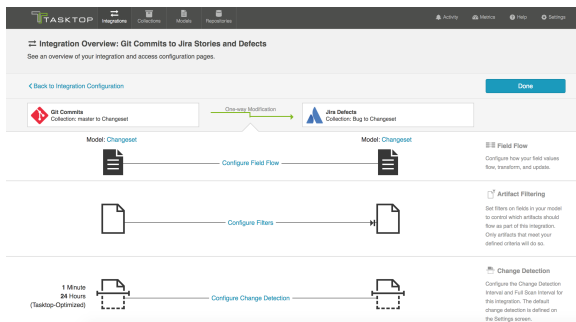 TASKTOP
Integrations
Collections
Models
Repositories
Activity
Metrics
Help
Settings
Integration Overview: Git Commits to Jira Stories and Defects
See an overview of your integration and access configuration pages.
Back to Integration Configuration
Done
Git Commits
Collection: master to Changeset
One-way Modification
Jira Defects
Collection: Bug to Changeset
Model: Changeset
Model: Changeset
Configure Field Flow
Field Flow
Configure how your field values
flow, transform, and update.
Configure Filters
Artifact Filtering
Set filters on fields in your model
to control which artifacts should
flow as part of this integration.
Only artifacts that meet your
defined criteria will do so.
1 Minute
24 Hours
(Tasktop-Optimized)
Configure Change Detection
Change Detection
Configure the Change Detection
Interval and Full Scan Interval for
this integration. The default
change detection is defined on
the Settings screen.